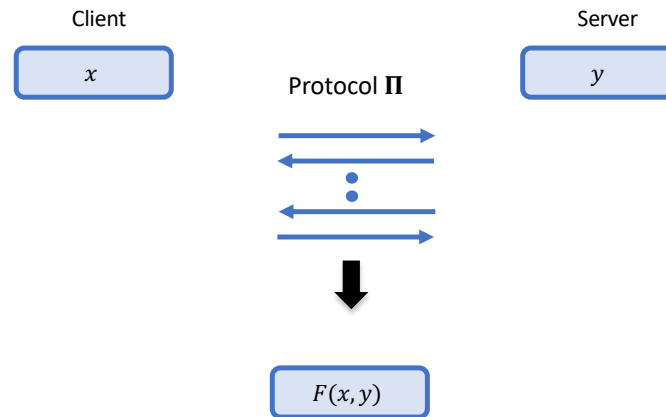 Client
Server
x
y
Protocol Π
F(x, y)